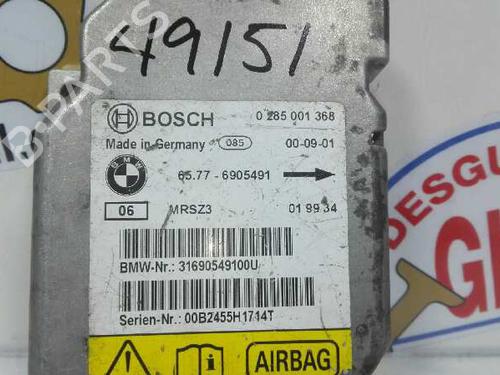 49151
BOSCH 0 285 001 368
Made in Germany 085 00-09-01
BMW
65.77 - 6905491
06 MRSZ3 01 99 34
BMW-Nr.: 31690549100U
Serien-Nr.: 00B2455H1714T
AIRBAG
DESGU